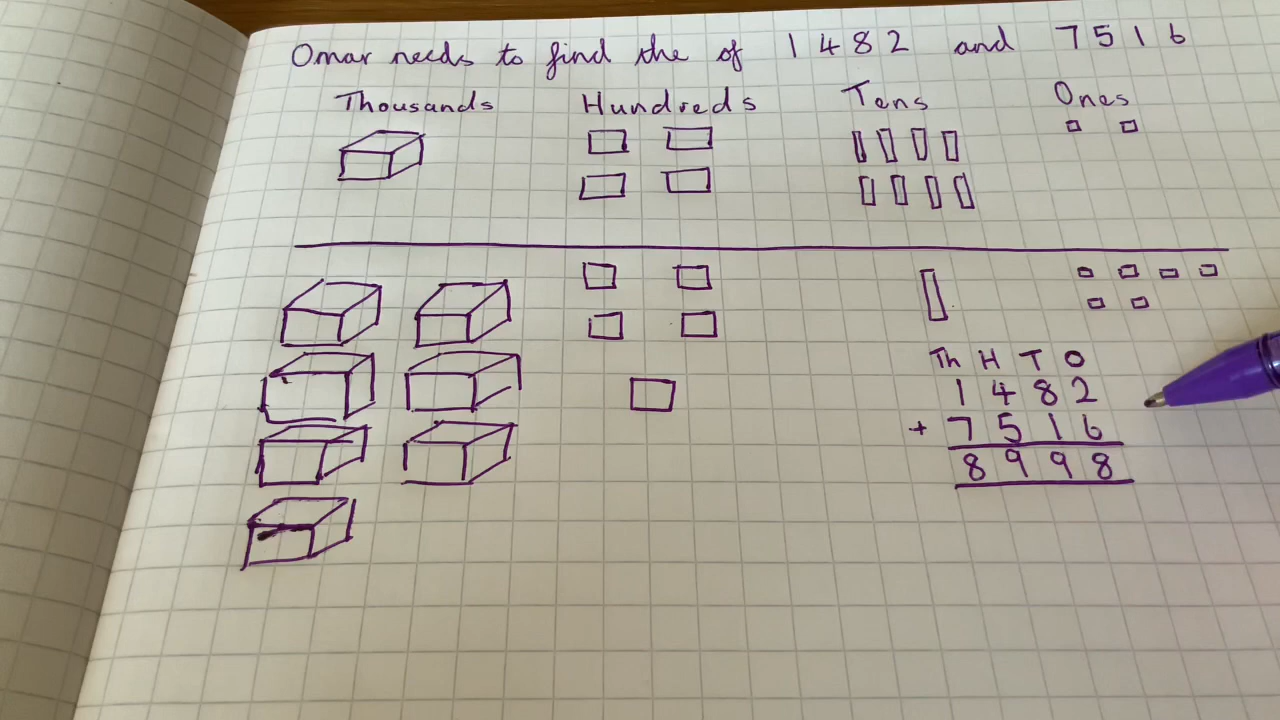 Omar needs to find the of 1482 and 7516
Thousands Hundreds Tens Ones
Th H T O
1 4 8 2
+ 7 5 1 6
8 9 9 8